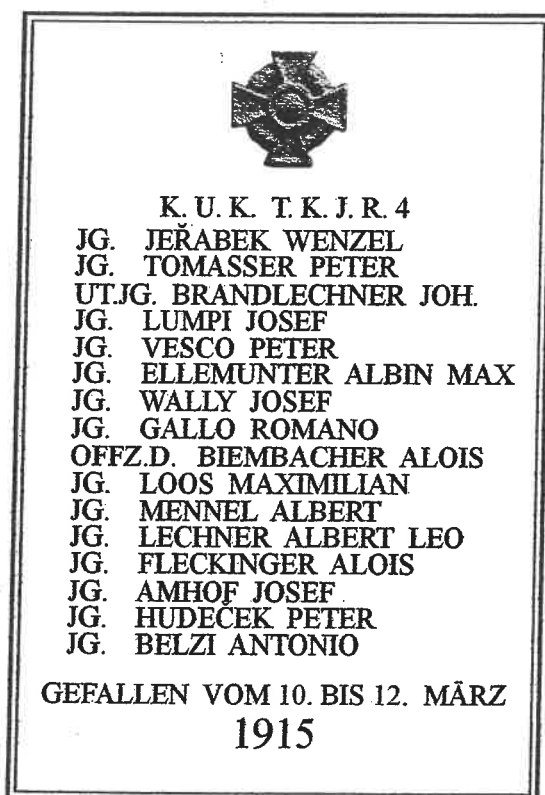 K. U. K. T. K. J. R. 4
JG. JEŘABEK WENZEL
JG. TOMASSER PETER
UT.JG. BRANDLECHNER JOH.
JG. LUMPI JOSEF
JG. VESCO PETER
JG. ELLEMUNTER ALBIN MAX
JG. WALLY JOSEF
JG. GALLO ROMANO
OFFZ.D. BIEMBACHER ALOIS
JG. LOOS MAXIMILIAN
JG. MENNEL ALBERT
JG. LECHNER ALBERT LEO
JG. FLECKINGER ALOIS
JG. AMHOF JOSEF
JG. HUDEČEK PETER
JG. BELZI ANTONIO
GEFALLEN VOM 10. BIS 12. MÄRZ
1915